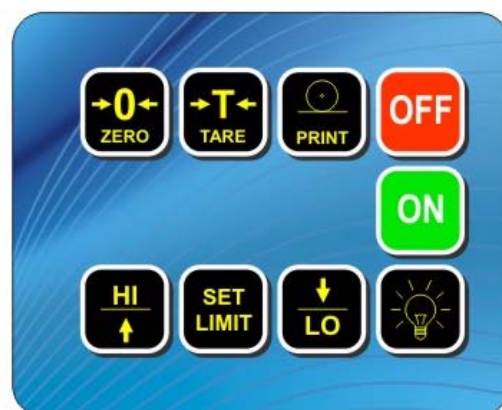 →0←
ZERO
→T←
TARE
PRINT
OFF
ON
HI
SET
LIMIT
LO